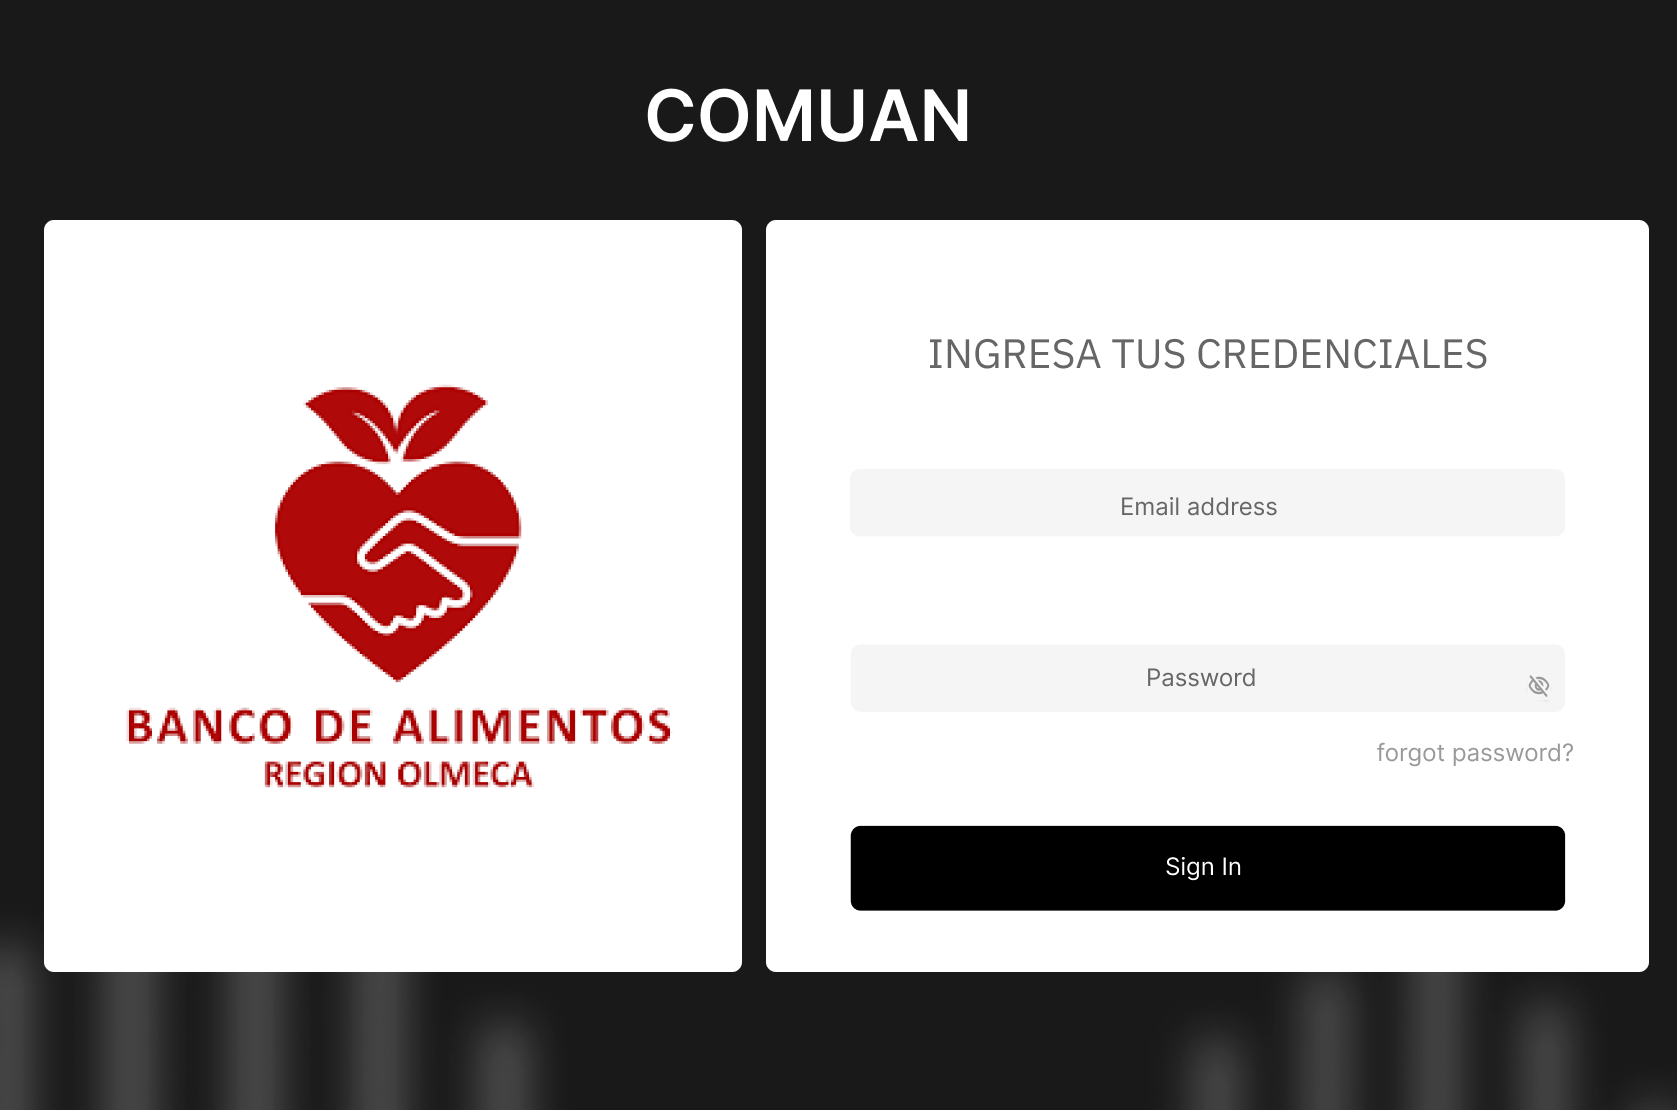 COMUAN
BANCO DE ALIMENTOS
REGION OLMECA
INGRESA TUS CREDENCIALES
Email address
Password
forgot password?
Sign In